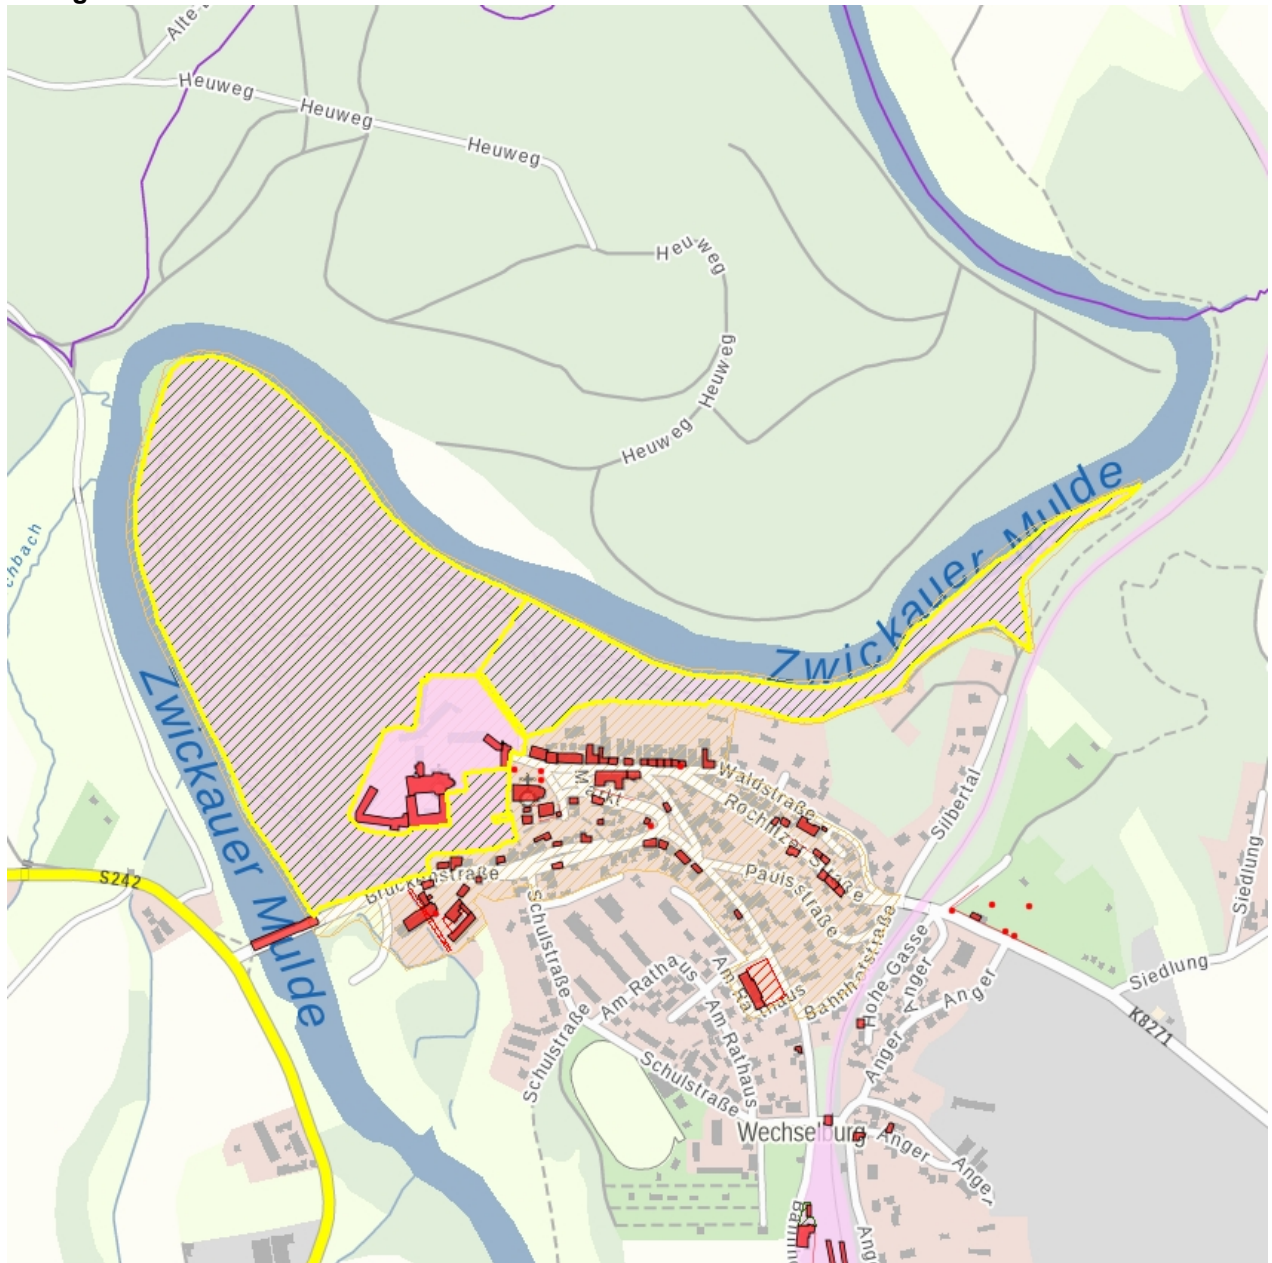 Heuweg
Heuweg
Heuweg
Heuweg
Heuweg
Heuweg
Zwickauer Mulde
Zwickauer Mulde
S242
Brückenstraße
Markt
Waldstraße
Rochlitzer Straße
Paulsstraße
Silbertal
Siedlung
Siedlung
Schulstraße
Am Rathaus
Am Rathaus
Am Rathaus
Bahnhofstraße
Hohe Gasse
Anger
Anger
Anger
K8271
Schulstraße
Schulstraße
Wechselburg
Anger
Anger